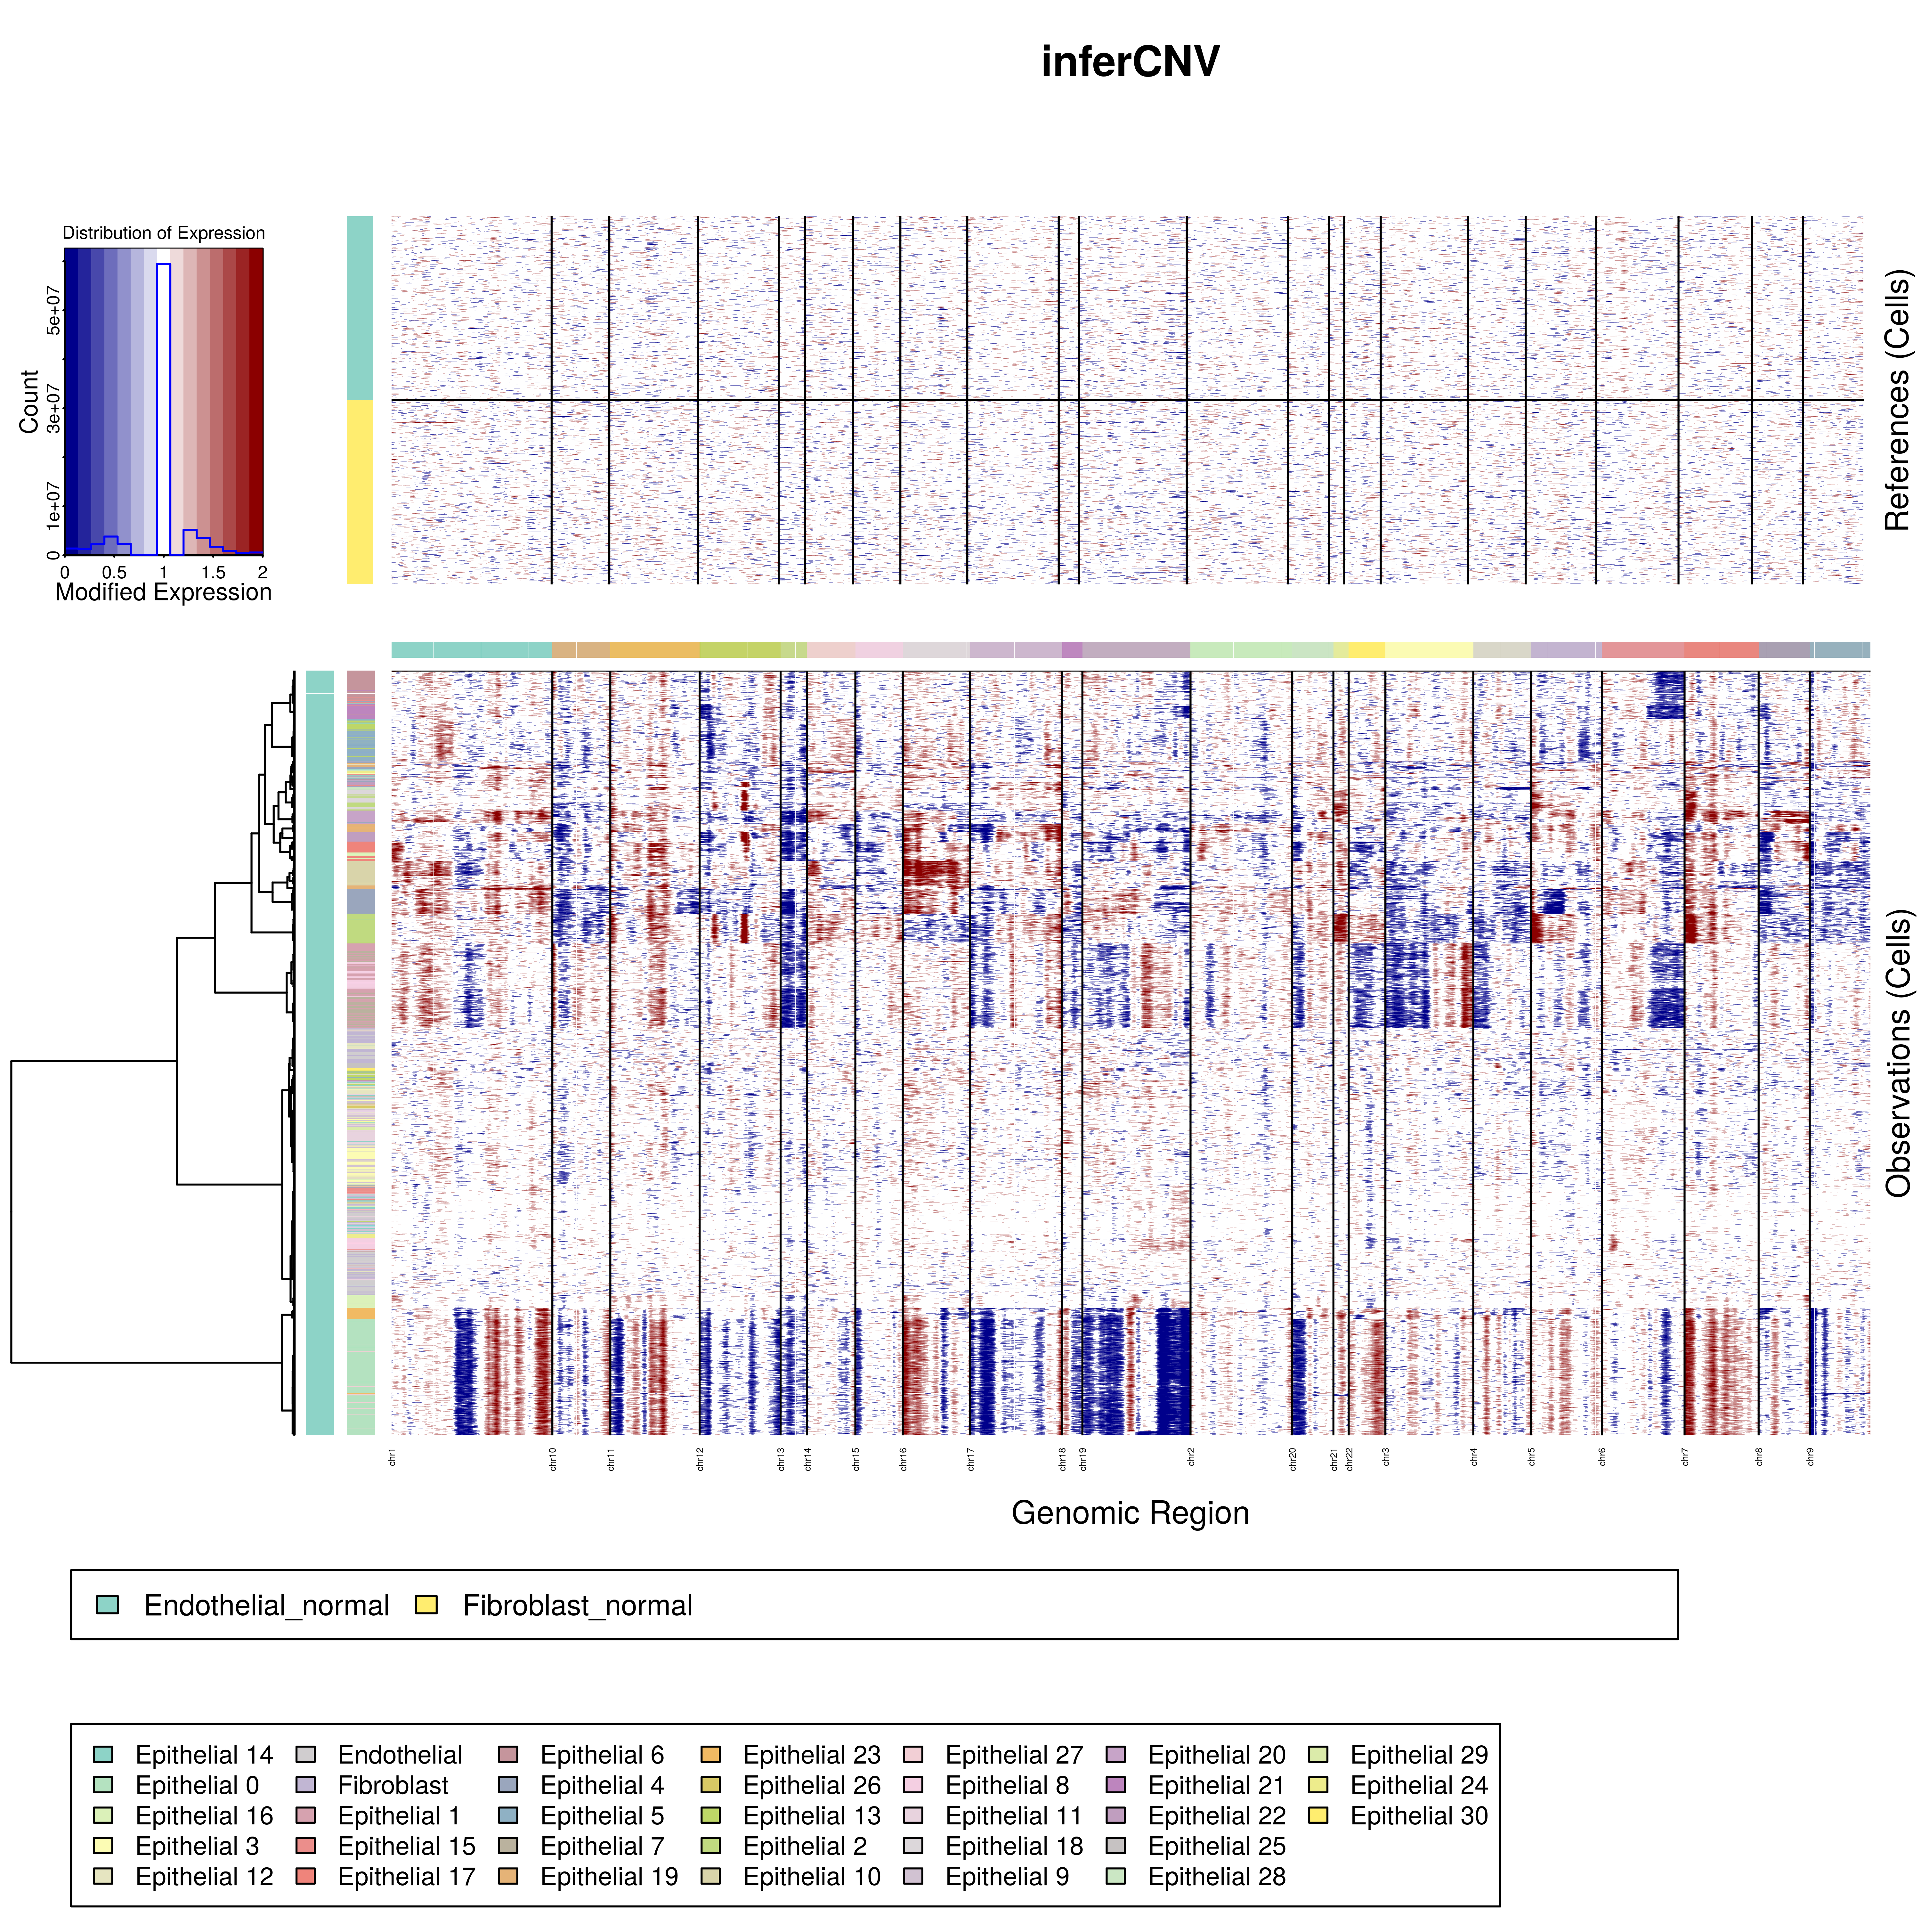 inferCNV
Distribution of Expression
Count
0 1e+07 3e+07 5e+07
0 0.5 1 1.5 2
Modified Expression
References (Cells)
Observations (Cells)
chr1 chr10 chr11 chr12 chr13 chr14 chr15 chr16 chr17 chr18 chr19 chr2 chr20 chr21 chr22 chr3 chr4 chr5 chr6 chr7 chr8 chr9
Genomic Region
Endothelial_normal Fibroblast_normal
Epithelial 14 Endothelial Epithelial 6 Epithelial 23 Epithelial 27 Epithelial 20 Epithelial 29
Epithelial 0 Fibroblast Epithelial 4 Epithelial 26 Epithelial 8 Epithelial 21 Epithelial 24
Epithelial 16 Epithelial 1 Epithelial 5 Epithelial 13 Epithelial 11 Epithelial 22 Epithelial 30
Epithelial 3 Epithelial 15 Epithelial 7 Epithelial 2 Epithelial 18 Epithelial 25
Epithelial 12 Epithelial 17 Epithelial 19 Epithelial 10 Epithelial 9 Epithelial 28